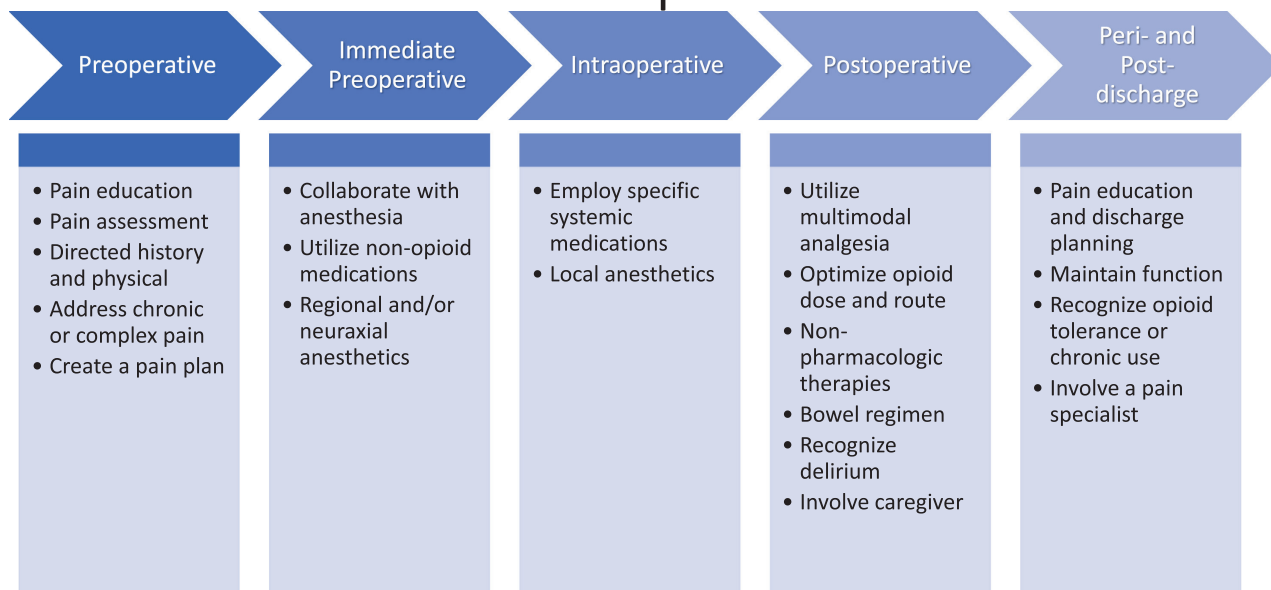 Preoperative
Immediate
Preoperative
Intraoperative
Postoperative
Peri- and
Post-
discharge
• Pain education
• Pain assessment
• Directed history
and physical
• Address chronic
or complex pain
• Create a pain plan
• Collaborate with
anesthesia
• Utilize non-opioid
medications
• Regional and/or
neuraxial
anesthetics
• Employ specific
systemic
medications
• Local anesthetics
• Utilize
multimodal
analgesia
• Optimize opioid
dose and route
• Non-
pharmacologic
therapies
• Bowel regimen
• Recognize
delirium
• Involve caregiver
• Pain education
and discharge
planning
• Maintain function
• Recognize opioid
tolerance or
chronic use
• Involve a pain
specialist